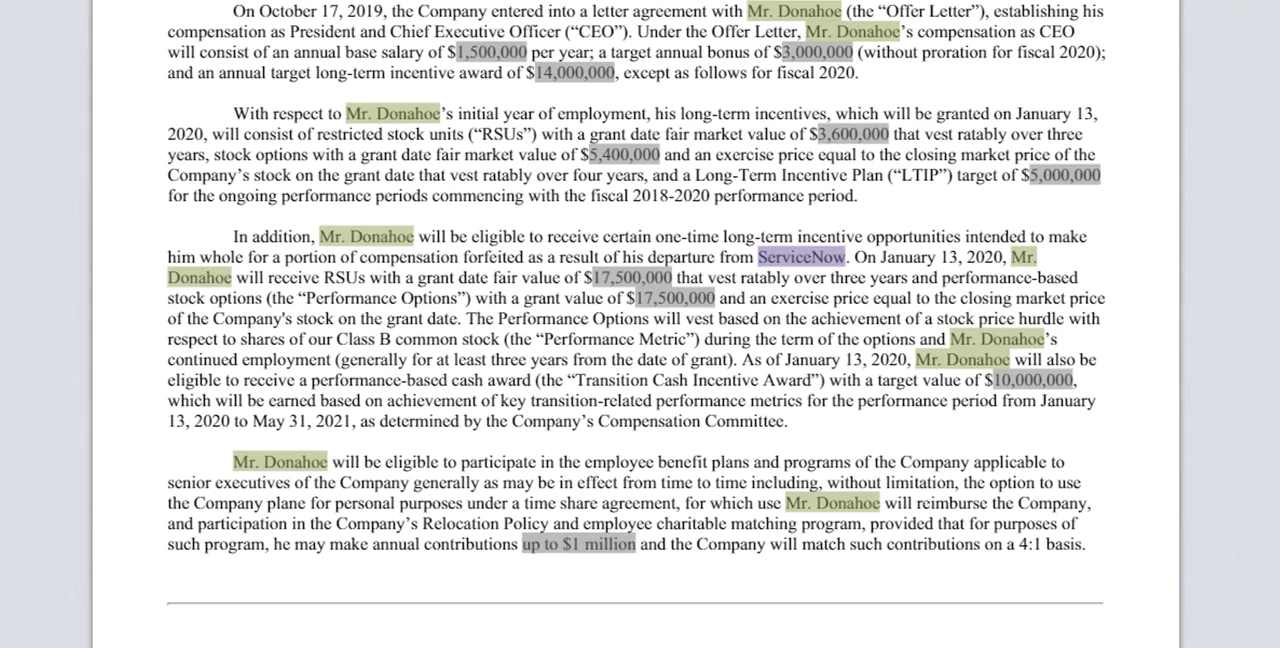 On October 17, 2019, the Company entered into a letter agreement with Mr. Donahoe (the “Offer Letter”), establishing his
compensation as President and Chief Executive Officer (“CEO”). Under the Offer Letter, Mr. Donahoe’s compensation as CEO
will consist of an annual base salary of $1,500,000 per year; a target annual bonus of $3,000,000 (without proration for fiscal 2020);
and an annual target long-term incentive award of $14,000,000, except as follows for fiscal 2020.
With respect to Mr. Donahoe’s initial year of employment, his long-term incentives, which will be granted on January 13,
2020, will consist of restricted stock units (“RSUs”) with a grant date fair market value of $3,600,000 that vest ratably over three
years, stock options with a grant date fair market value of $5,400,000 and an exercise price equal to the closing market price of the
Company’s stock on the grant date that vest ratably over four years, and a Long-Term Incentive Plan (“LTIP”) target of $5,000,000
for the ongoing performance periods commencing with the fiscal 2018-2020 performance period.
In addition, Mr. Donahoe will be eligible to receive certain one-time long-term incentive opportunities intended to make
him whole for a portion of compensation forfeited as a result of his departure from ServiceNow. On January 13, 2020, Mr.
Donahoe will receive RSUs with a grant date fair value of $17,500,000 that vest ratably over three years and performance-based
stock options (the “Performance Options”) with a grant value of $17,500,000 and an exercise price equal to the closing market price
of the Company's stock on the grant date. The Performance Options will vest based on the achievement of a stock price hurdle with
respect to shares of our Class B common stock (the “Performance Metric”) during the term of the options and Mr. Donahoe’s
continued employment (generally for at least three years from the date of grant). As of January 13, 2020, Mr. Donahoe will also be
eligible to receive a performance-based cash award (the “Transition Cash Incentive Award”) with a target value of $10,000,000,
which will be earned based on achievement of key transition-related performance metrics for the performance period from January
13, 2020 to May 31, 2021, as determined by the Company’s Compensation Committee.
Mr. Donahoe will be eligible to participate in the employee benefit plans and programs of the Company applicable to
senior executives of the Company generally as may be in effect from time to time including, without limitation, the option to use
the Company plane for personal purposes under a time share agreement, for which use Mr. Donahoe will reimburse the Company,
and participation in the Company’s Relocation Policy and employee charitable matching program, provided that for purposes of
such program, he may make annual contributions up to $1 million and the Company will match such contributions on a 4:1 basis.